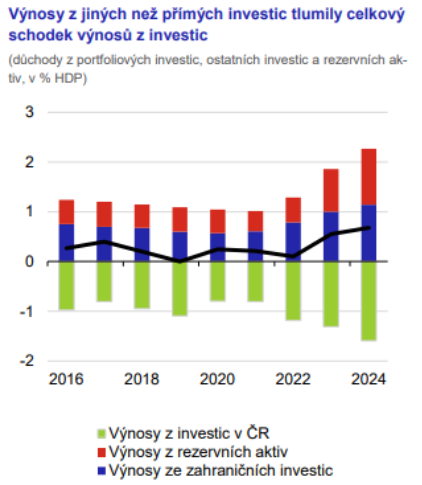 Výnosy z jiných než přímých investic tlumily celkový
schodek výnosů z investic
(důchody z portfoliových investic, ostatních investic a rezervních ak-
tiv, v % HDP)
3
2
1
0
-1
-2
2016 2018 2020 2022 2024
Výnosy z investic v ČR
Výnosy z rezervních aktiv
Výnosy ze zahraničních investic